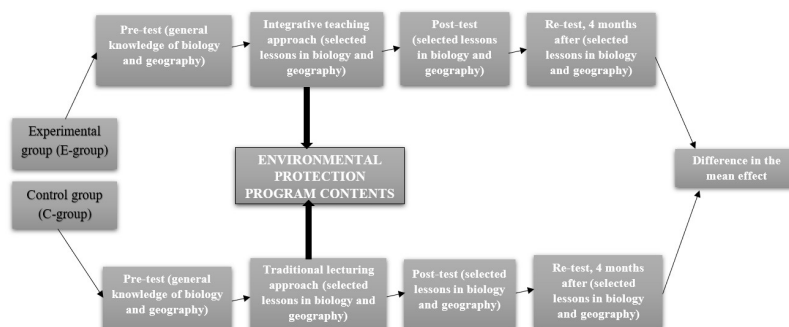 Pre-test (general
knowledge of biology
and geography)
Integrative teaching
approach (selected
lessons in biology and
geography)
Post-test
(selected lessons
in biology and
geography)
Re-test, 4 months
after (selected
lessons in biology
and geography)
Experimental
group (E-group)
ENVIRONMENTAL
PROTECTION
PROGRAM CONTENTS
Difference in the
mean effect
Control group
(C-group)
Pre-test (general
knowledge of biology
and geography)
Traditional lecturing
approach (selected
lessons in biology and
geography)
Post-test (selected
lessons in biology
and geography)
Re-test, 4 months
after (selected
lessons in biology
and geography)